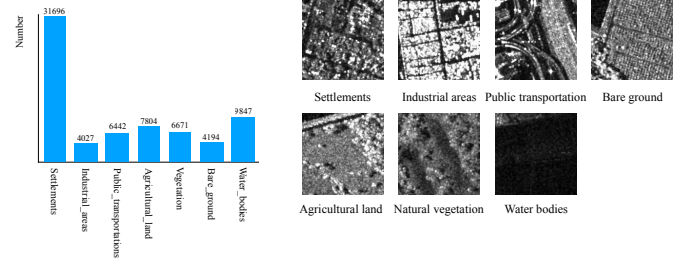 Number
31696
4027
6442
7804
6671
4194
9847
Settlements
Industrial_areas
Public_transportations
Agricultural_land
Vegetation
Bare_ground
Water_bodies
Settlements
Industrial areas
Public transportation
Bare ground
Agricultural land
Natural vegetation
Water bodies